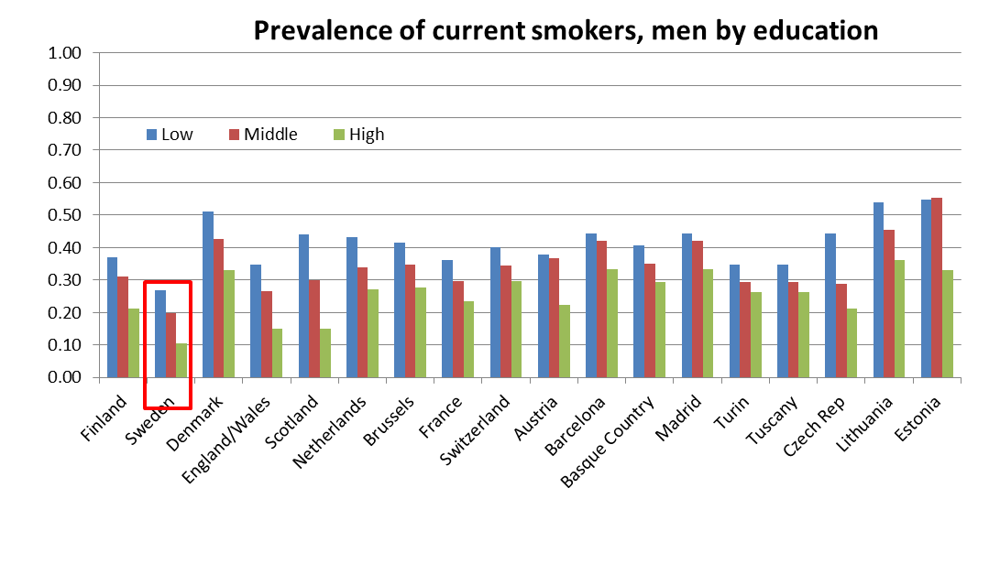 Prevalence of current smokers, men by education
1.00
0.90
0.80
0.70
0.60
0.50
0.40
0.30
0.20
0.10
0.00
Low Middle High
Finland
Sweden
Denmark
England/Wales
Scotland
Netherlands
Brussels
France
Switzerland
Austria
Barcelona
Basque Country
Madrid
Turin
Tuscany
Czech Rep
Lithuania
Estonia